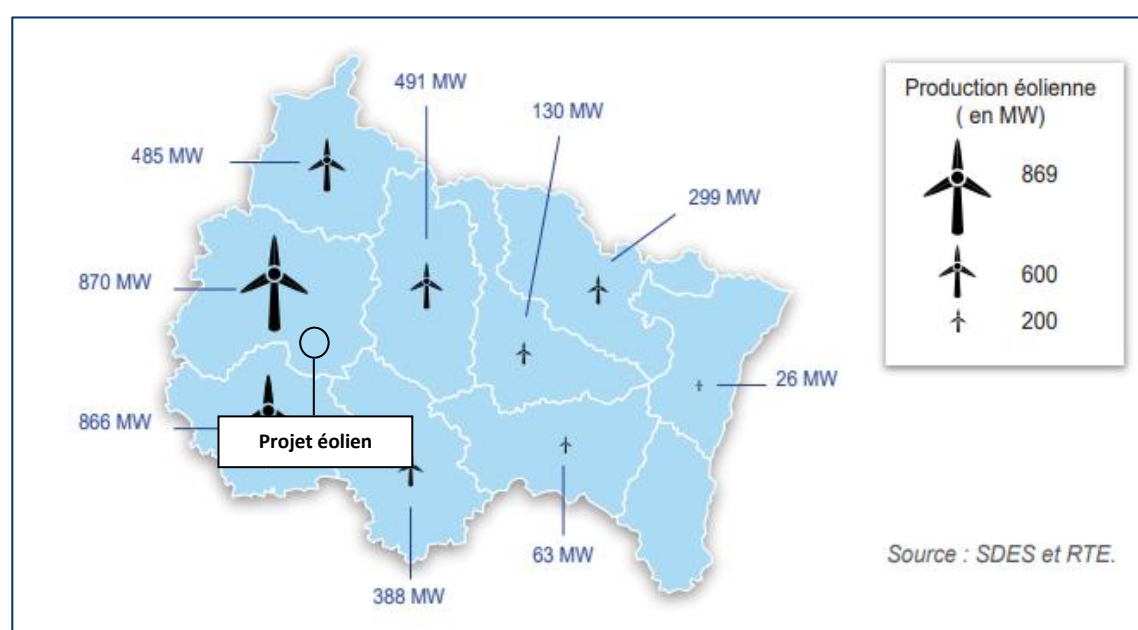 491 MW
130 MW
485 MW
299 MW
870 MW
26 MW
866 MW
Projet éolien
63 MW
388 MW
Production éolienne
( en MW)
869
600
200
Source : SDES et RTE.